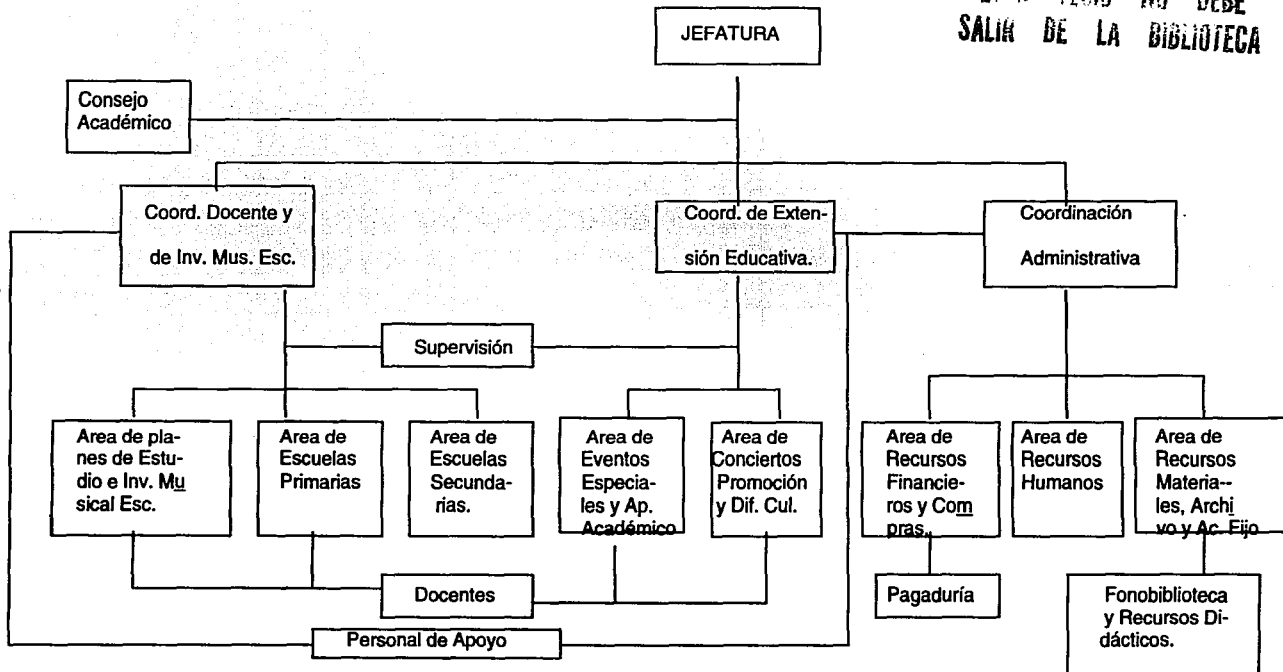 NO DEBE
SALIR DE LA BIBLIOTECA
JEFATURA
Consejo
Académico
Coord. Docente y
de Inv. Mus. Esc.
Coord. de Exten-
sión Educativa.
Coordinación
Administrativa
Supervisión
Area de pla-
nes de Estu-
dio e Inv. Mu
sical Esc.
Area de
Escuelas
Primarias
Area de
Escuelas
Secunda-
rias.
Area de
Eventos
Especia-
les y Ap.
Académico
Area de
Conciertos
Promoción
y Dif. Cul.
Area de
Recursos
Financie-
ros y Com
pras.
Area de
Recursos
Humanos
Area de
Recursos
Materia--
les, Archi
vo y Ac. Fijo
Docentes
Pagaduría
Fonobiblioteca
y Recursos Di-
dácticos.
Personal de Apoyo